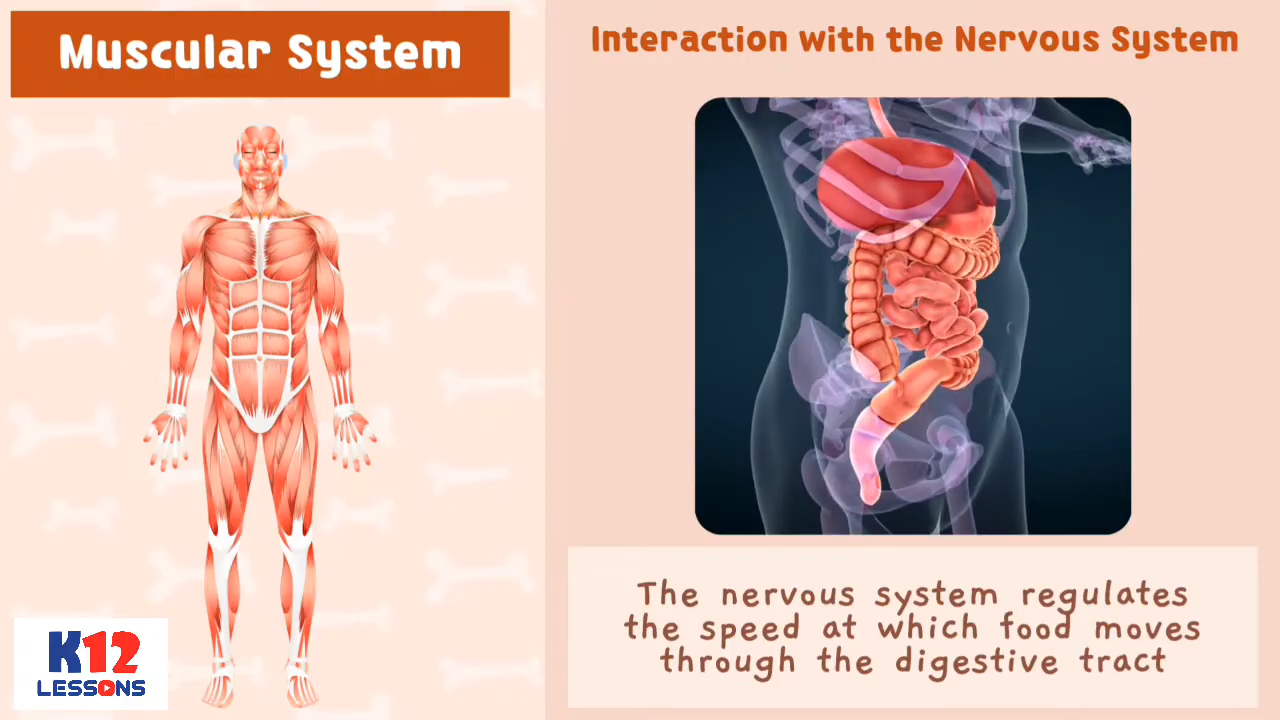 Muscular System
Interaction with the Nervous System
The nervous system regulates
the speed at which food moves
through the digestive tract
K12
LESSONS